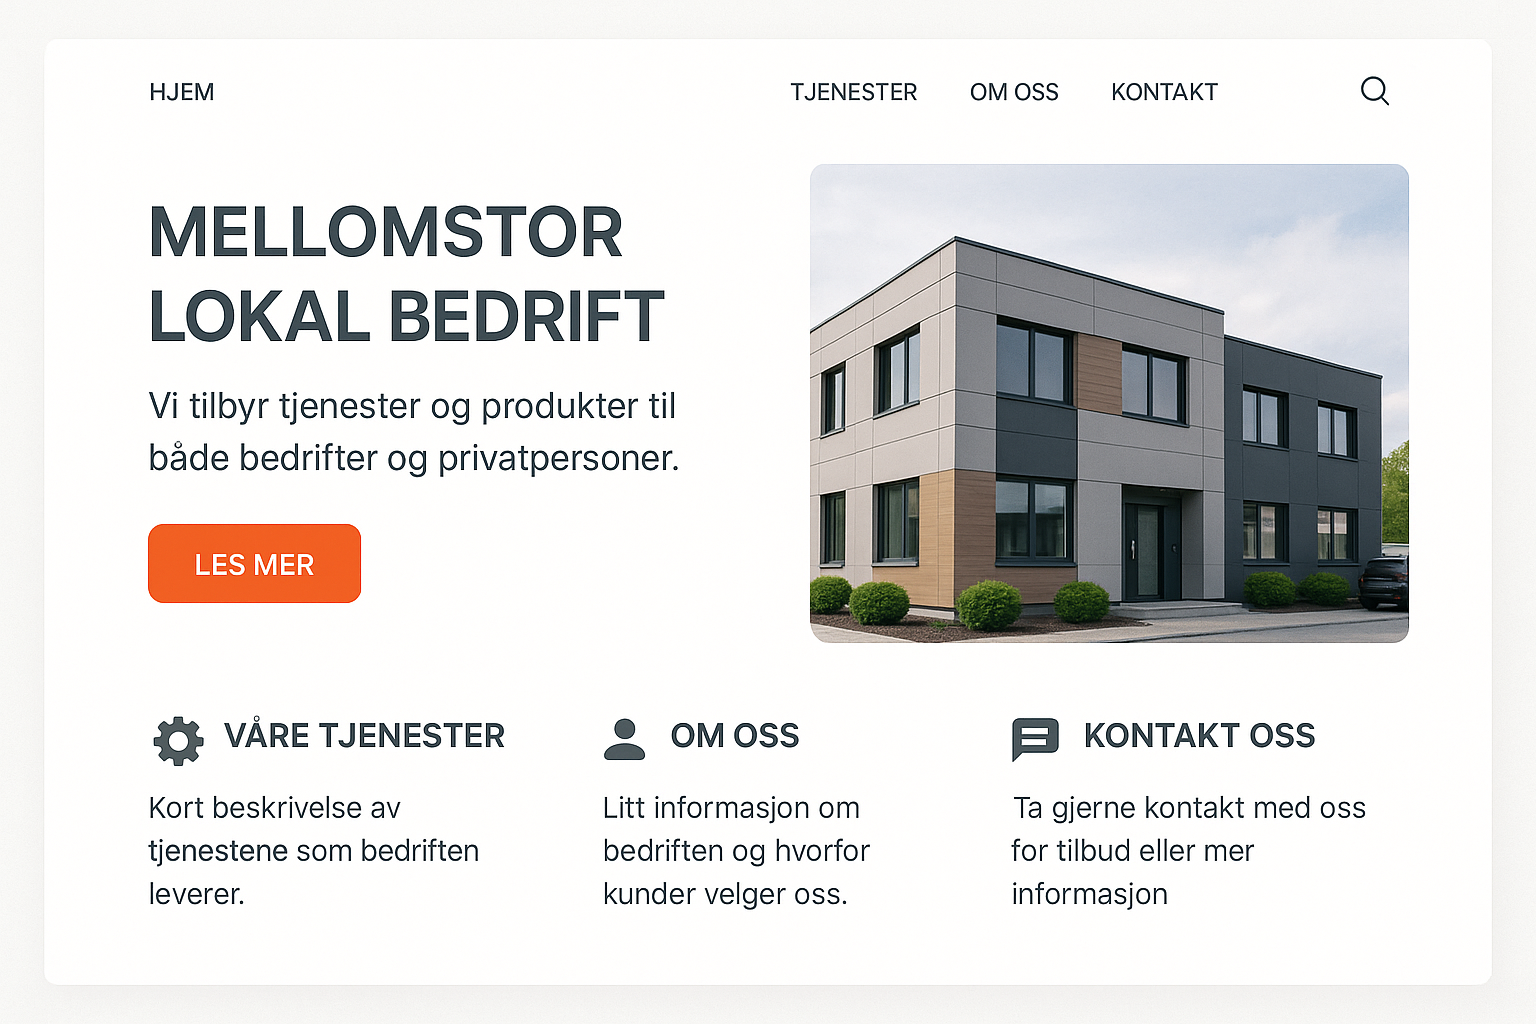 HJEM TJENESTER OM OSS KONTAKT
MELLOMSTOR
LOKAL BEDRIFT
Vi tilbyr tjenester og produkter til
både bedrifter og privatpersoner.
LES MER
VÅRE TJENESTER
Kort beskrivelse av
tjenestene som bedriften
leverer.
OM OSS
Litt informasjon om
bedriften og hvorfor
kunder velger oss.
KONTAKT OSS
Ta gjerne kontakt med oss
for tilbud eller mer
informasjon